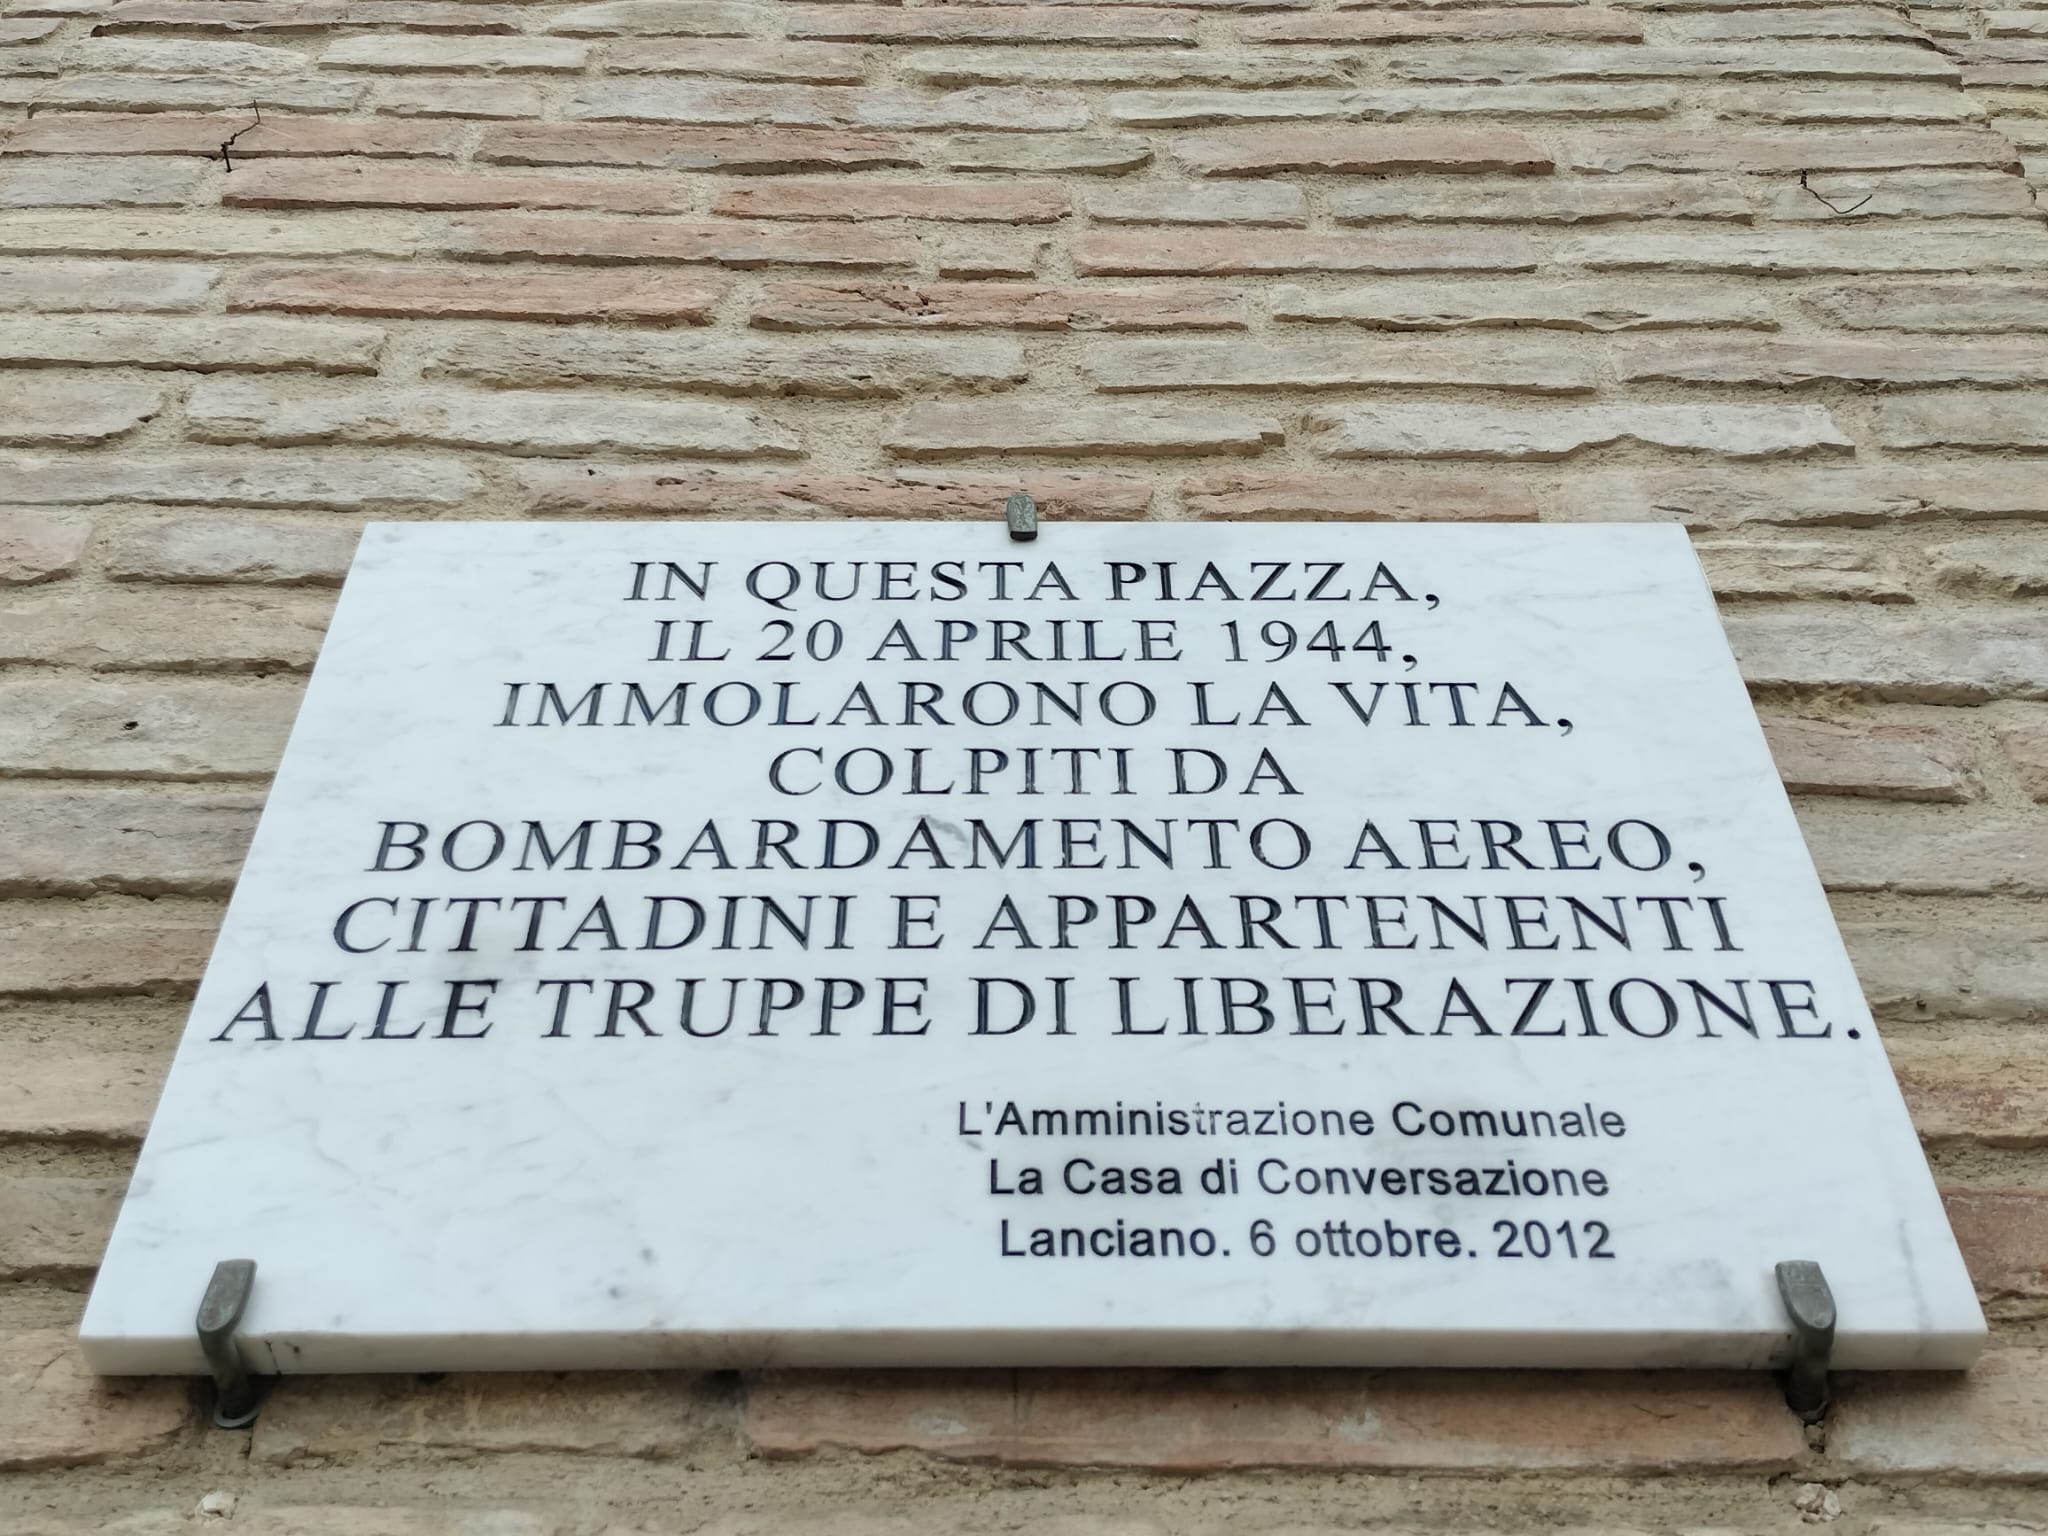 IN QUESTA PIAZZA,
IL 20 APRILE 1944,
IMMOLARONO LA VITA,
COLPITI DA
BOMBARDAMENTO AEREO,
CITTADINI E APPARTENENTI
ALLE TRUPPE DI LIBERAZIONE.
L'Amministrazione Comunale
La Casa di Conversazione
Lanciano. 6 ottobre. 2012